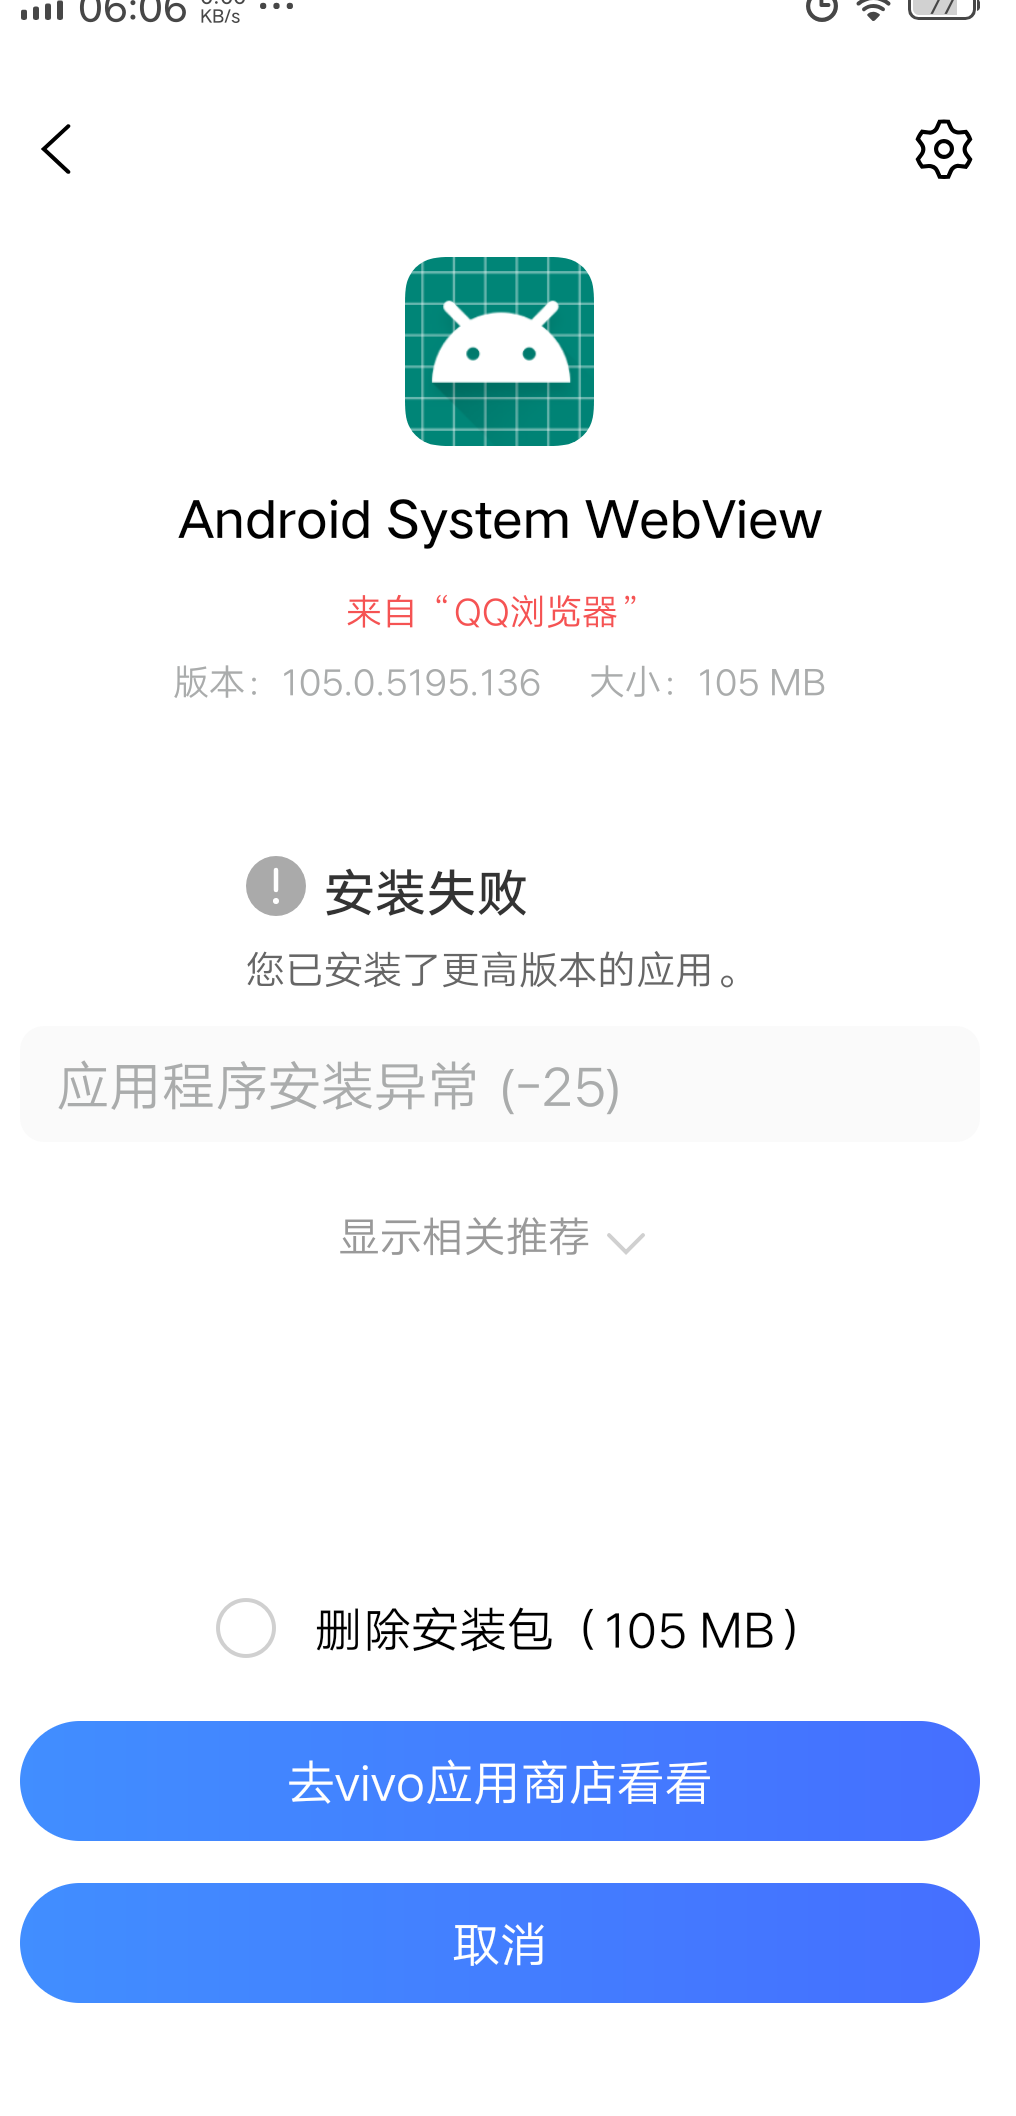 06:06 KB/s ... 77
Android System WebView
来自“QQ浏览器”
版本：105.0.5195.136 大小：105 MB
安装失败
您已安装了更高版本的应用。
应用程序安装异常 (-25)
显示相关推荐
删除安装包（105 MB）
去vivo应用商店看看
取消